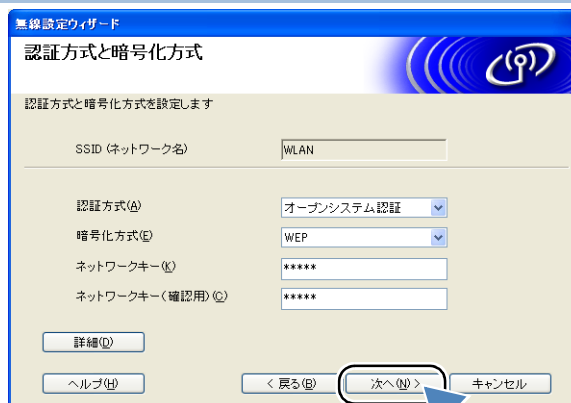 無線設定ウィザード
認証方式と暗号化方式
認証方式と暗号化方式を設定します
SSID (ネットワーク名) WLAN
認証方式(A) オープンシステム認証
暗号化方式(E) WEP
ネットワークキー(K) *****
ネットワークキー(確認用)(C) *****
詳細(D)
ヘルプ(H) < 戻る(B) 次へ(N) > キャンセル